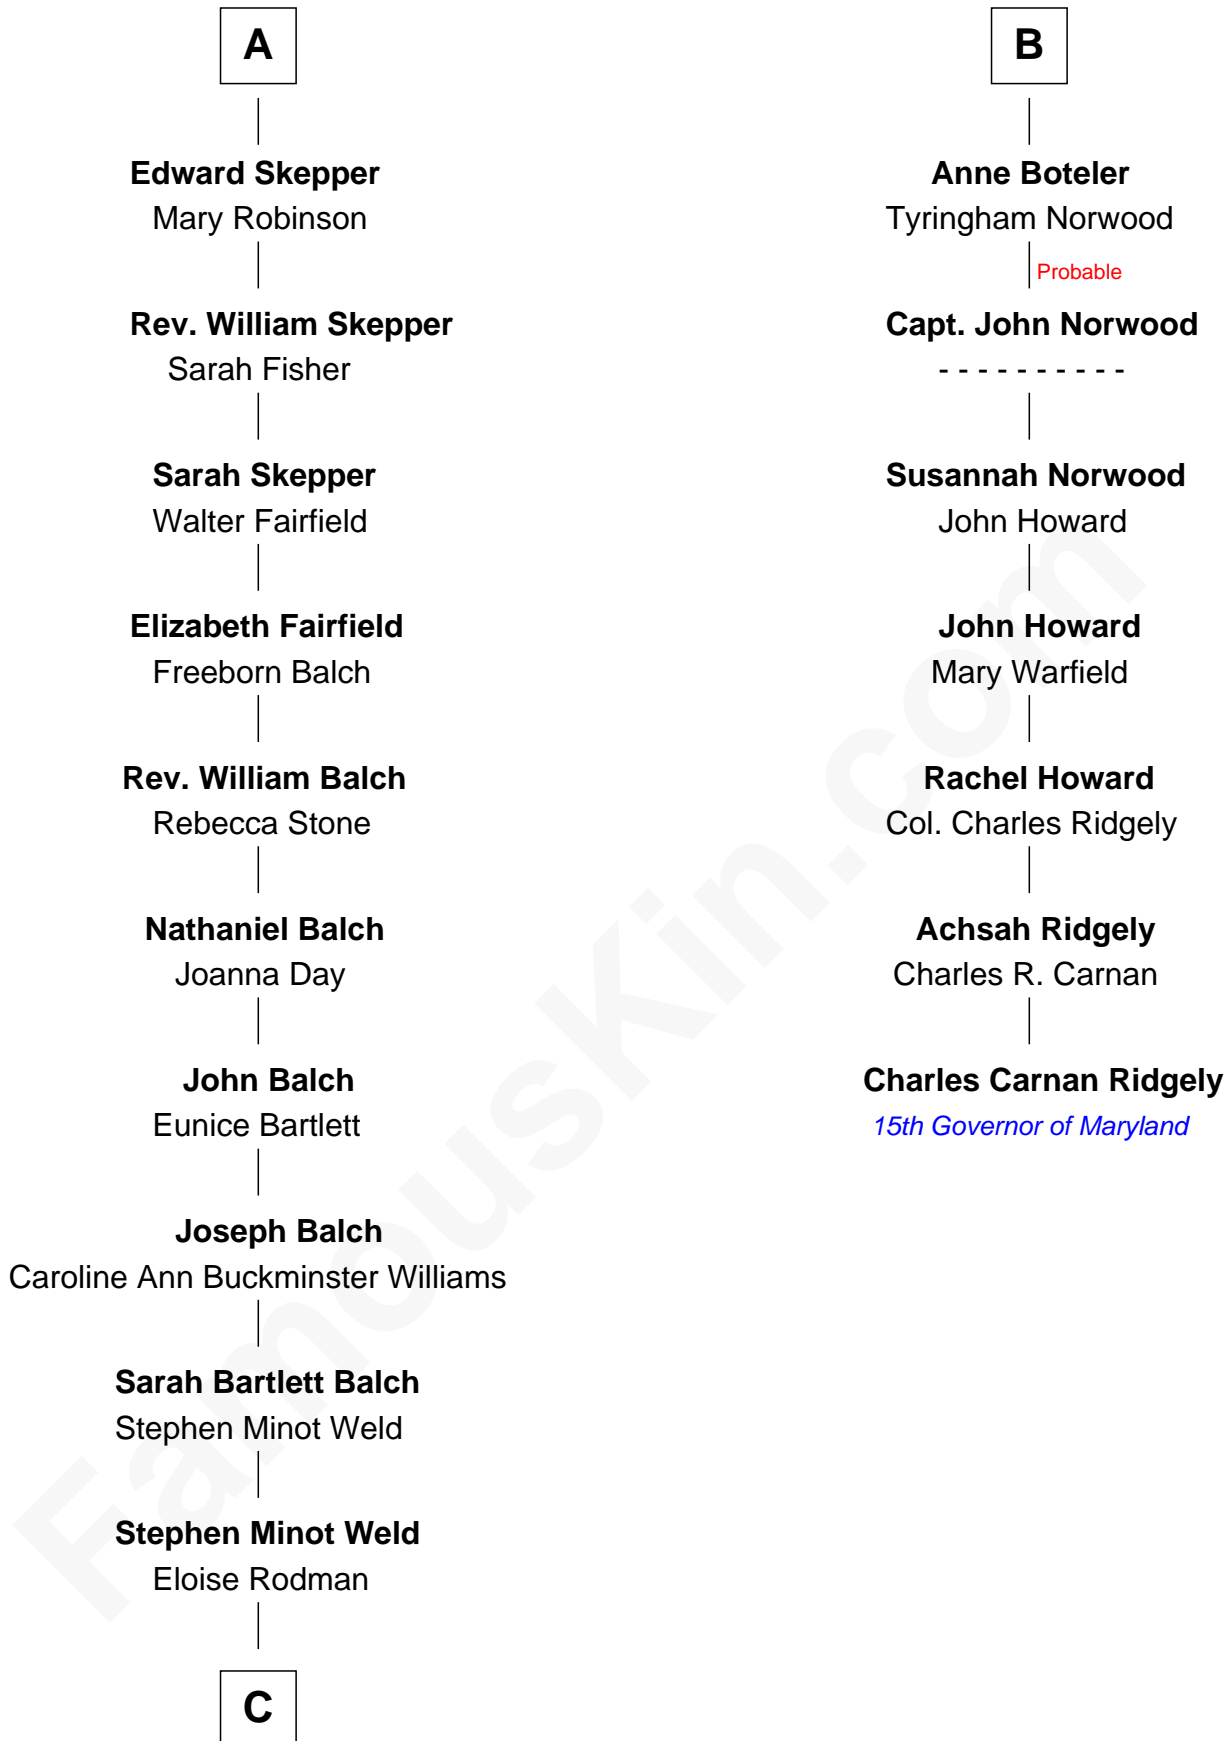 A
Edward Skepper
Mary Robinson
Rev. William Skepper
Sarah Fisher
Sarah Skepper
Walter Fairfield
Elizabeth Fairfield
Freeborn Balch
Rev. William Balch
Rebecca Stone
Nathaniel Balch
Joanna Day
John Balch
Eunice Bartlett
Joseph Balch
Caroline Ann Buckminster Williams
Sarah Bartlett Balch
Stephen Minot Weld
Stephen Minot Weld
Eloise Rodman
C
B
Anne Boteler
Tyringham Norwood
Probable
Capt. John Norwood
- - - - - - - - - -
Susannah Norwood
John Howard
John Howard
Mary Warfield
Rachel Howard
Col. Charles Ridgely
Achsah Ridgely
Charles R. Carnan
Charles Carnan Ridgely
15th Governor of Maryland
FamousKin.com